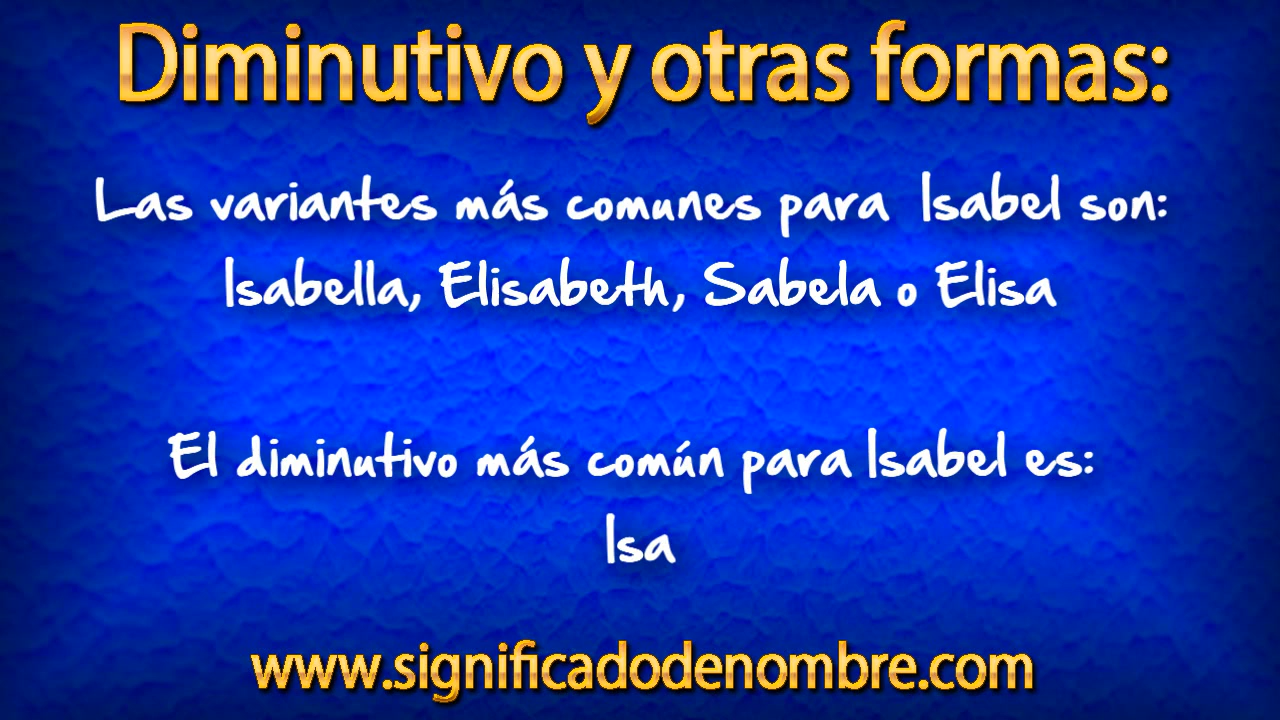 Diminutivo y otras formas:
Las variantes más comunes para Isabel son:
Isabella, Elisabeth, Sabela o Elisa
El diminutivo más común para Isabel es:
Isa
www.significadodenombre.com